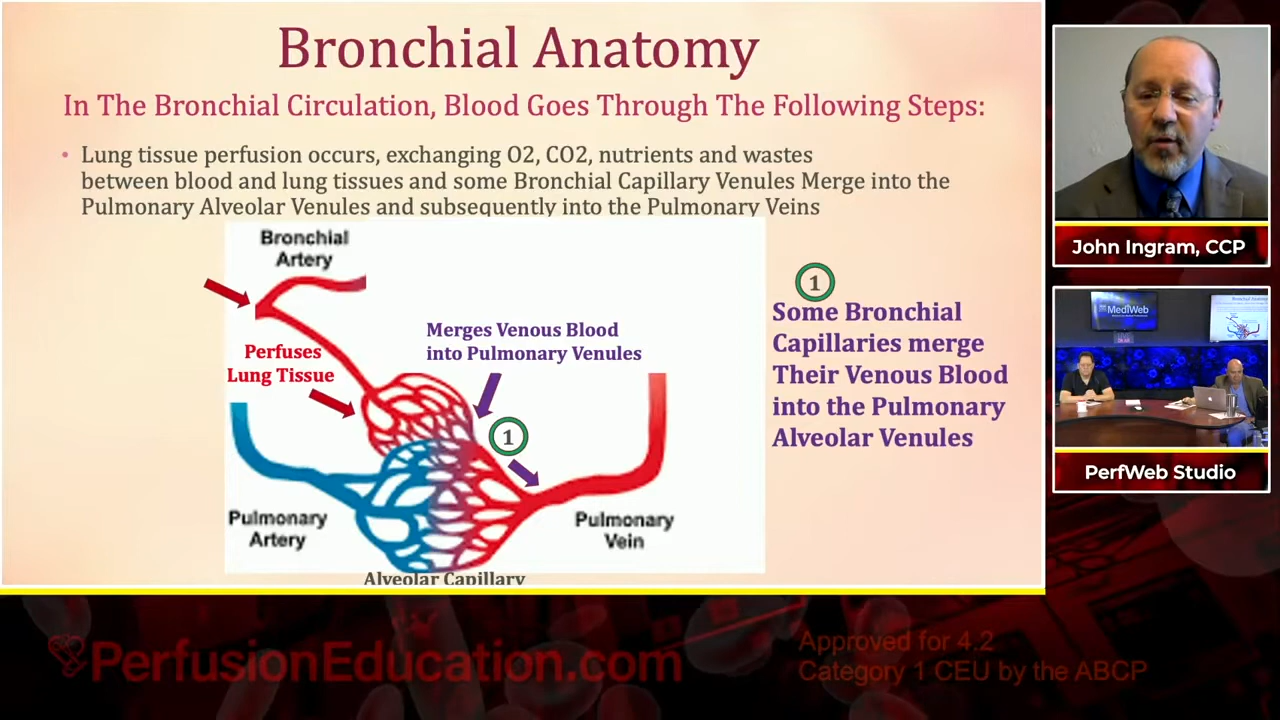 Bronchial Anatomy
In The Bronchial Circulation, Blood Goes Through The Following Steps:
• Lung tissue perfusion occurs, exchanging O2, CO2, nutrients and wastes
between blood and lung tissues and some Bronchial Capillary Venules Merge into the
Pulmonary Alveolar Venules and subsequently into the Pulmonary Veins
Bronchial
Artery
Merges Venous Blood
into Pulmonary Venules
Perfuses
Lung Tissue
1
Pulmonary
Artery
Pulmonary
Vein
Alveolar Capillary
1
Some Bronchial
Capillaries merge
Their Venous Blood
into the Pulmonary
Alveolar Venules
John Ingram, CCP
MediWeb
PerfWeb Studio
PerfusionEducation.com
Approved for 4.2
Category 1 CEU by the ABCP